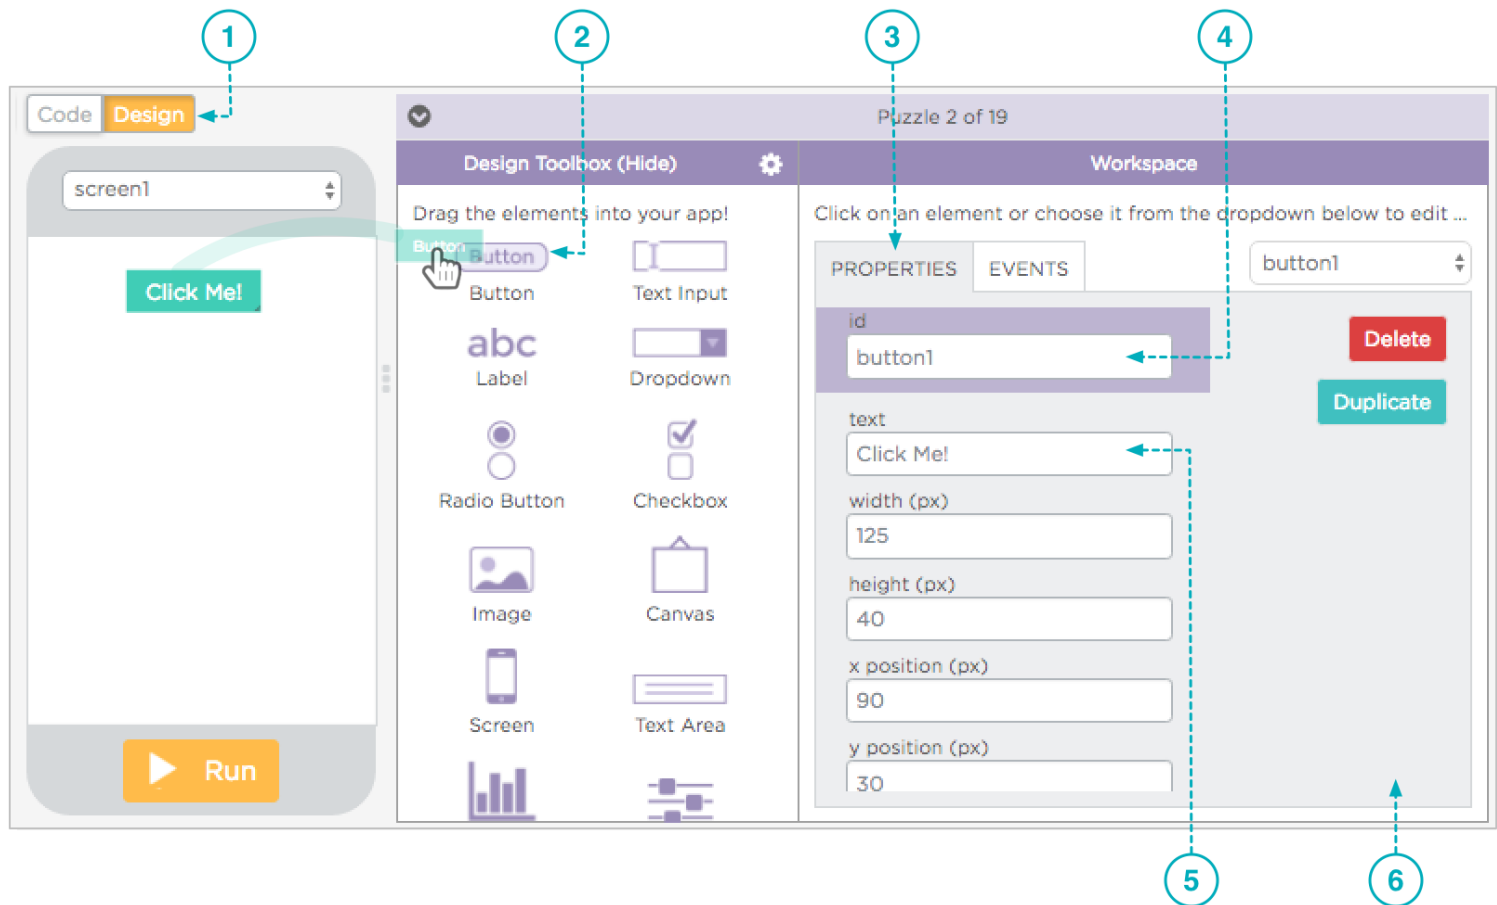 1 2 3 4
Code Design
Puzzle 2 of 19
Design Toolbox (Hide)
Workspace
screen1
Drag the elements into your app!
Click on an element or choose it from the dropdown below to edit ...
Button
Button
Button
Text Input
PROPERTIES EVENTS
button1
Click Me!
id
button1
Delete
abc
Label
Dropdown
Duplicate
text
Click Me!
Radio Button
Checkbox
width (px)
125
height (px)
40
Image
Canvas
x position (px)
90
Screen
Text Area
y position (px)
30
Run
5 6